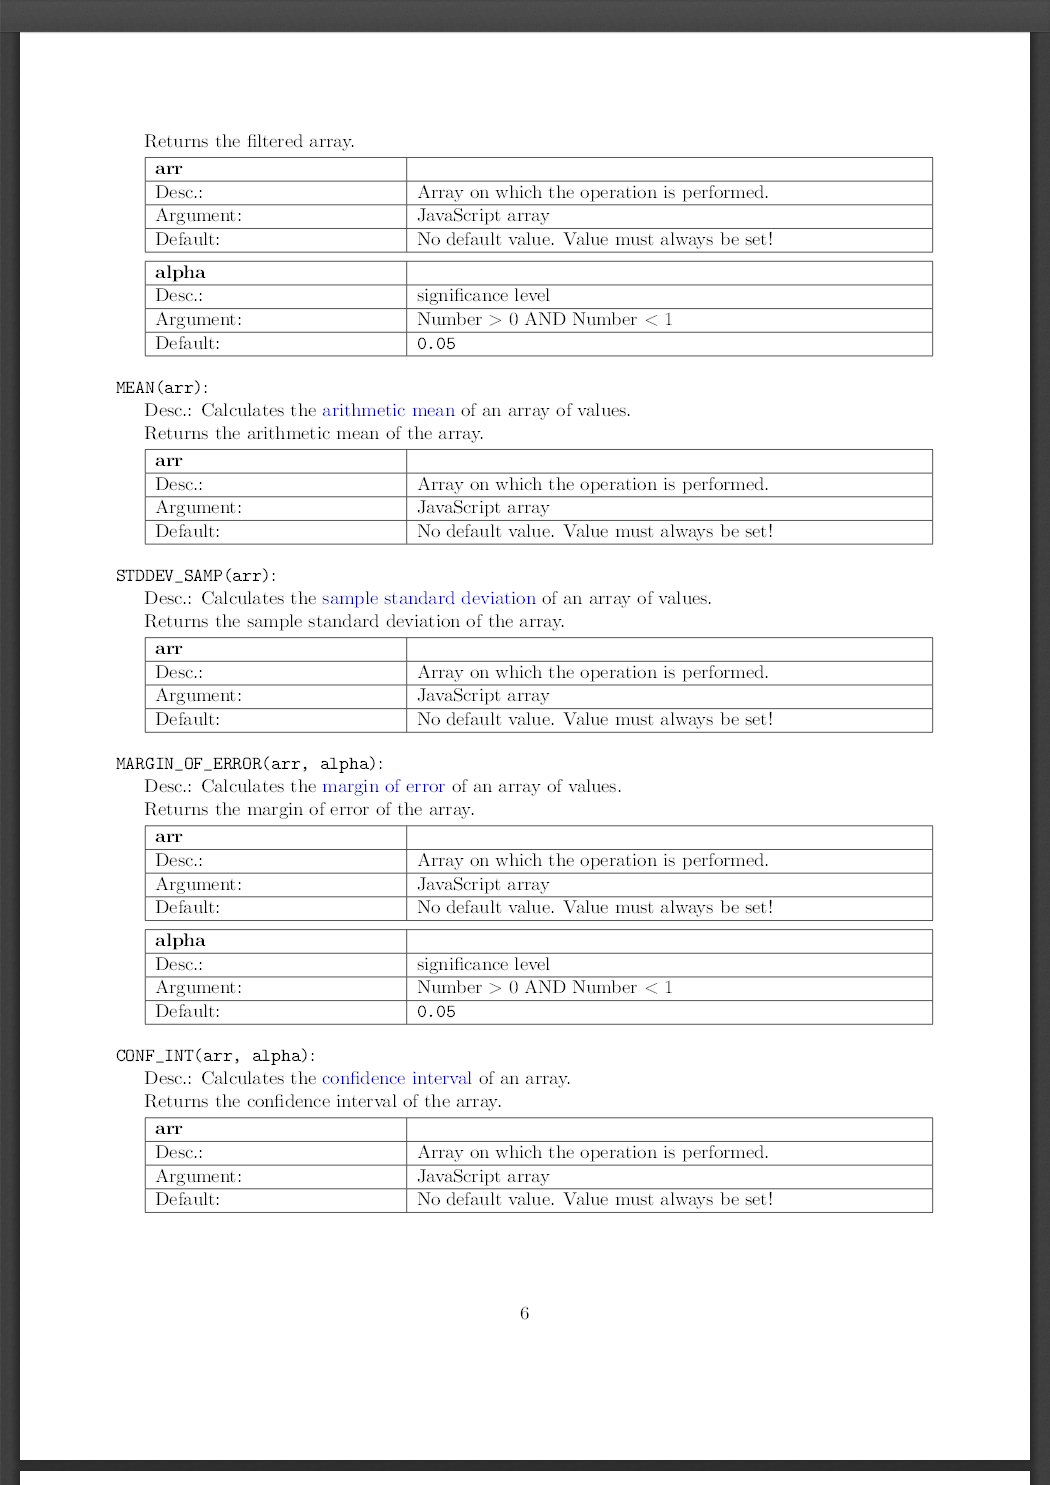 Returns the filtered array.
arr
Desc.: Array on which the operation is performed.
Argument: JavaScript array
Default: No default value. Value must always be set!
alpha
Desc.: significance level
Argument: Number > 0 AND Number < 1
Default: 0.05
MEAN(arr):
Desc.: Calculates the arithmetic mean of an array of values.
Returns the arithmetic mean of the array.
arr
Desc.: Array on which the operation is performed.
Argument: JavaScript array
Default: No default value. Value must always be set!
STDDEV_SAMP(arr):
Desc.: Calculates the sample standard deviation of an array of values.
Returns the sample standard deviation of the array.
arr
Desc.: Array on which the operation is performed.
Argument: JavaScript array
Default: No default value. Value must always be set!
MARGIN_OF_ERROR(arr, alpha):
Desc.: Calculates the margin of error of an array of values.
Returns the margin of error of the array.
arr
Desc.: Array on which the operation is performed.
Argument: JavaScript array
Default: No default value. Value must always be set!
alpha
Desc.: significance level
Argument: Number > 0 AND Number < 1
Default: 0.05
CONF_INT(arr, alpha):
Desc.: Calculates the confidence interval of an array.
Returns the confidence interval of the array.
arr
Desc.: Array on which the operation is performed.
Argument: JavaScript array
Default: No default value. Value must always be set!
6